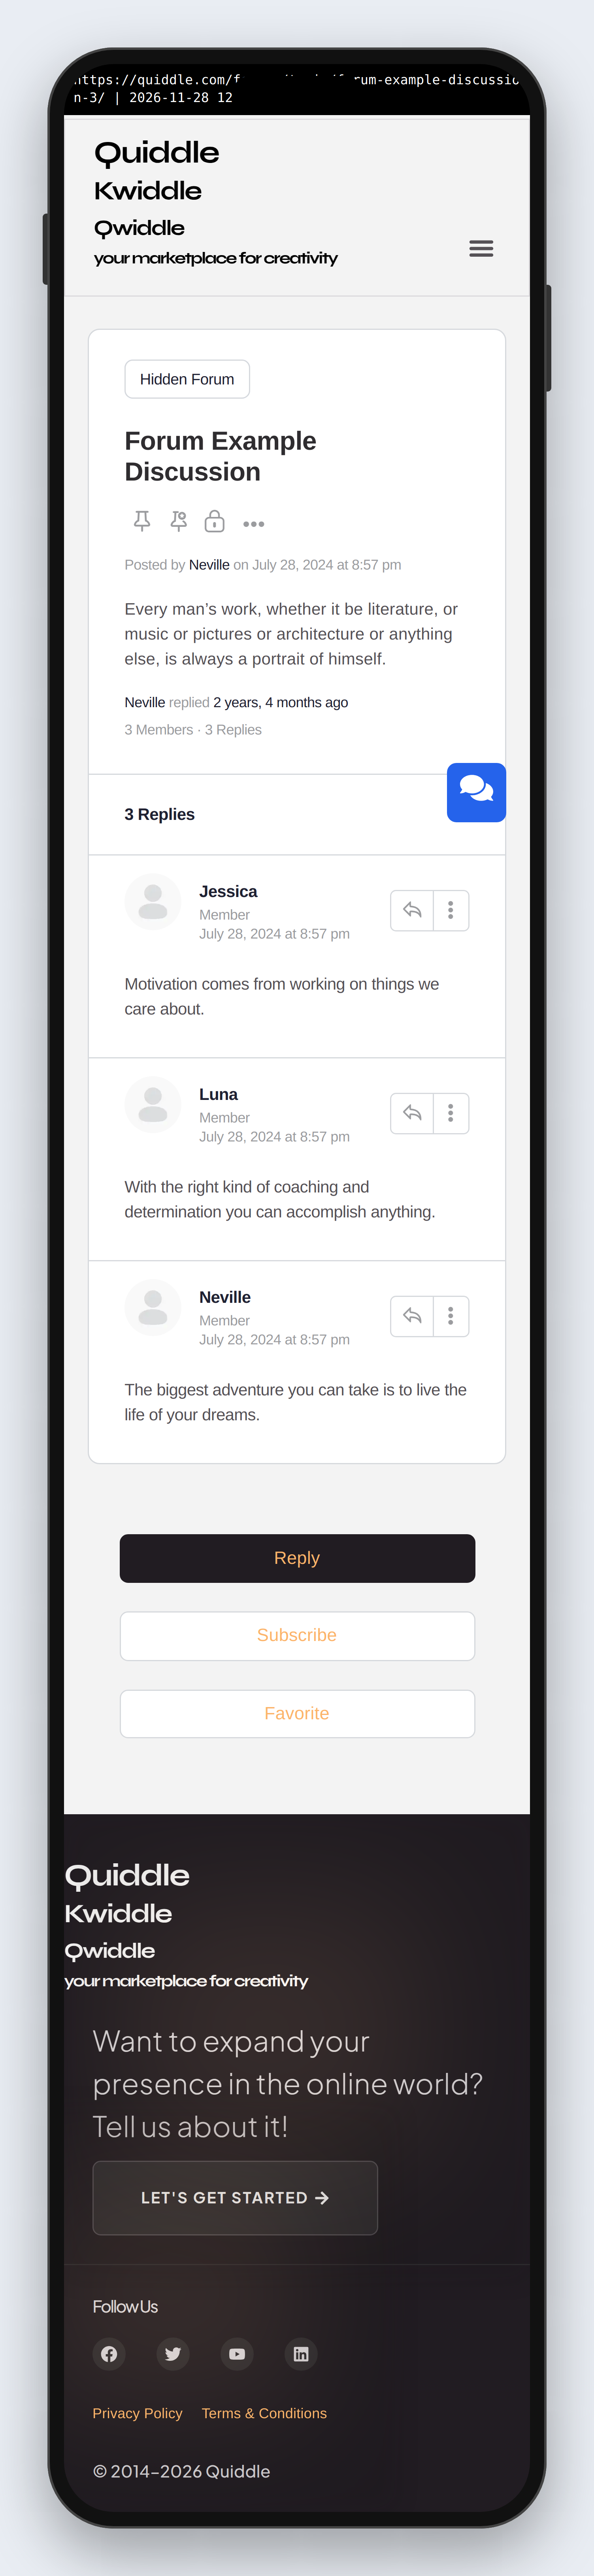 n-3/ | 2026-11-28 12
Quiddle
Kwiddle
Qwiddle
your marketplace for creativity
Hidden Forum
Forum Example
Discussion
Posted by Neville on July 28, 2024 at 8:57 pm
Every man’s work, whether it be literature, or
music or pictures or architecture or anything
else, is always a portrait of himself.
Neville replied 2 years, 4 months ago
3 Members · 3 Replies
3 Replies
Jessica
Member
July 28, 2024 at 8:57 pm
Motivation comes from working on things we
care about.
Luna
Member
July 28, 2024 at 8:57 pm
With the right kind of coaching and
determination you can accomplish anything.
Neville
Member
July 28, 2024 at 8:57 pm
The biggest adventure you can take is to live the
life of your dreams.
Reply
Subscribe
Favorite
Quiddle
Kwiddle
Qwiddle
your marketplace for creativity
Want to expand your
presence in the online world?
Tell us about it!
LET'S GET STARTED →
Follow Us
Privacy Policy Terms & Conditions
© 2014–2026 Quiddle